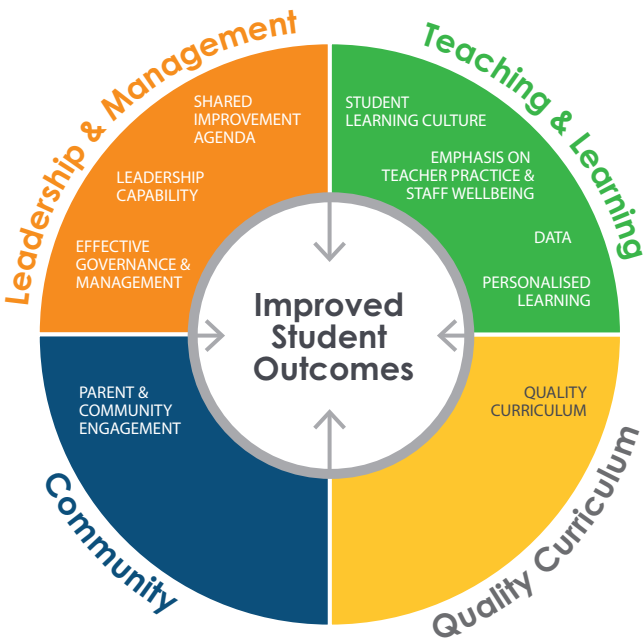 Leadership & Management
SHARED
IMPROVEMENT
AGENDA
LEADERSHIP
CAPABILITY
EFFECTIVE
GOVERNANCE &
MANAGEMENT
Teaching & Learning
STUDENT
LEARNING CULTURE
EMPHASIS ON
TEACHER PRACTICE &
STAFF WELLBEING
DATA
PERSONALISED
LEARNING
Improved
Student
Outcomes
PARENT &
COMMUNITY
ENGAGEMENT
Community
QUALITY
CURRICULUM
Quality Curriculum